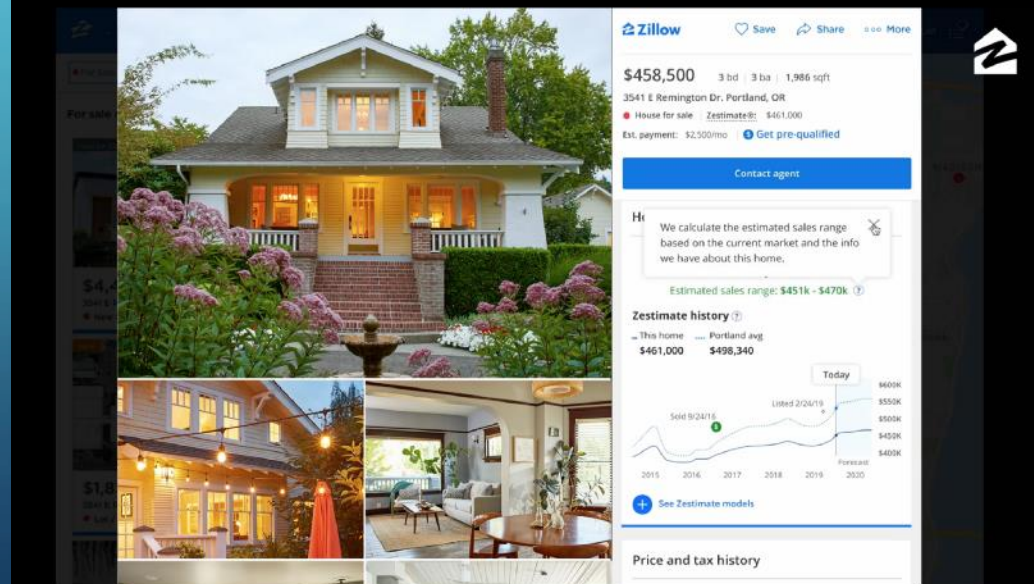 Zillow
Save
Share
More
$458,500 3 bd 3 ba 1,986 sqft
3541 E Remington Dr. Portland, OR
House for sale Zestimate®: $461,000
Est. payment: $2,500/mo $ Get pre-qualified
Contact agent
We calculate the estimated sales range
based on the current market and the info
we have about this home.
Estimated sales range: $451k - $470k ?
Zestimate history ?
This home Portland avg
$461,000 $498,340
Today
Sold 9/24/16
Listed 2/24/19
$600K
$550K
$500K
$450K
$400K
Forecast
2015 2016 2017 2018 2019 2020
See Zestimate models
Price and tax history
For sale